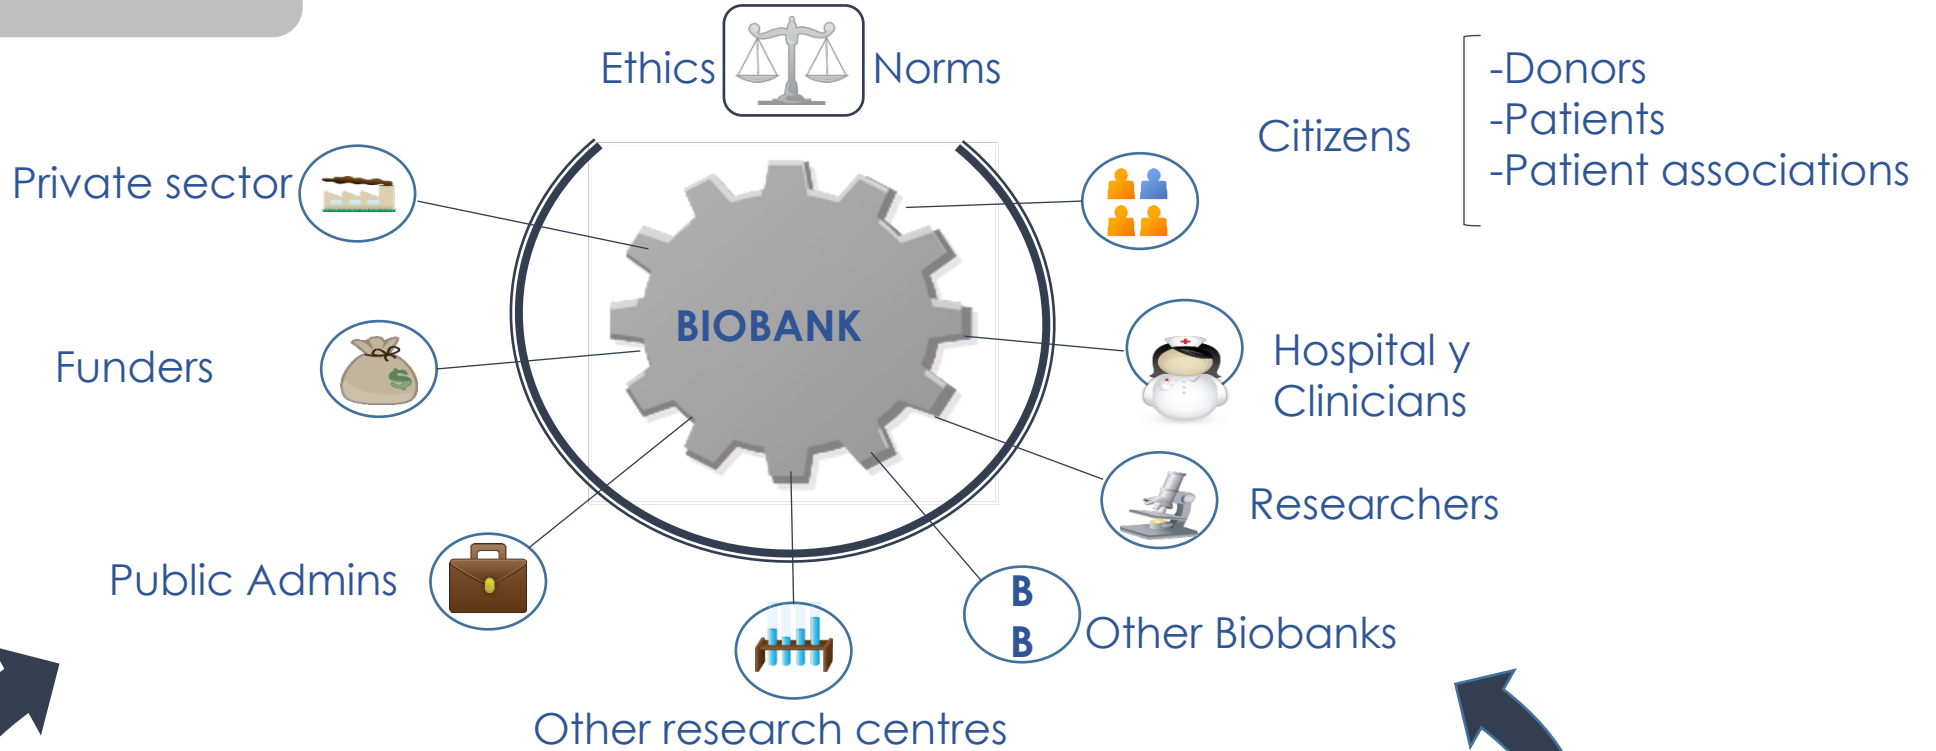 Ethics
Norms
Citizens
-Donors
-Patients
-Patient associations
Private sector
BIOBANK
Funders
Hospital y
Clinicians
Researchers
Public Admins
B
B
Other Biobanks
Other research centres